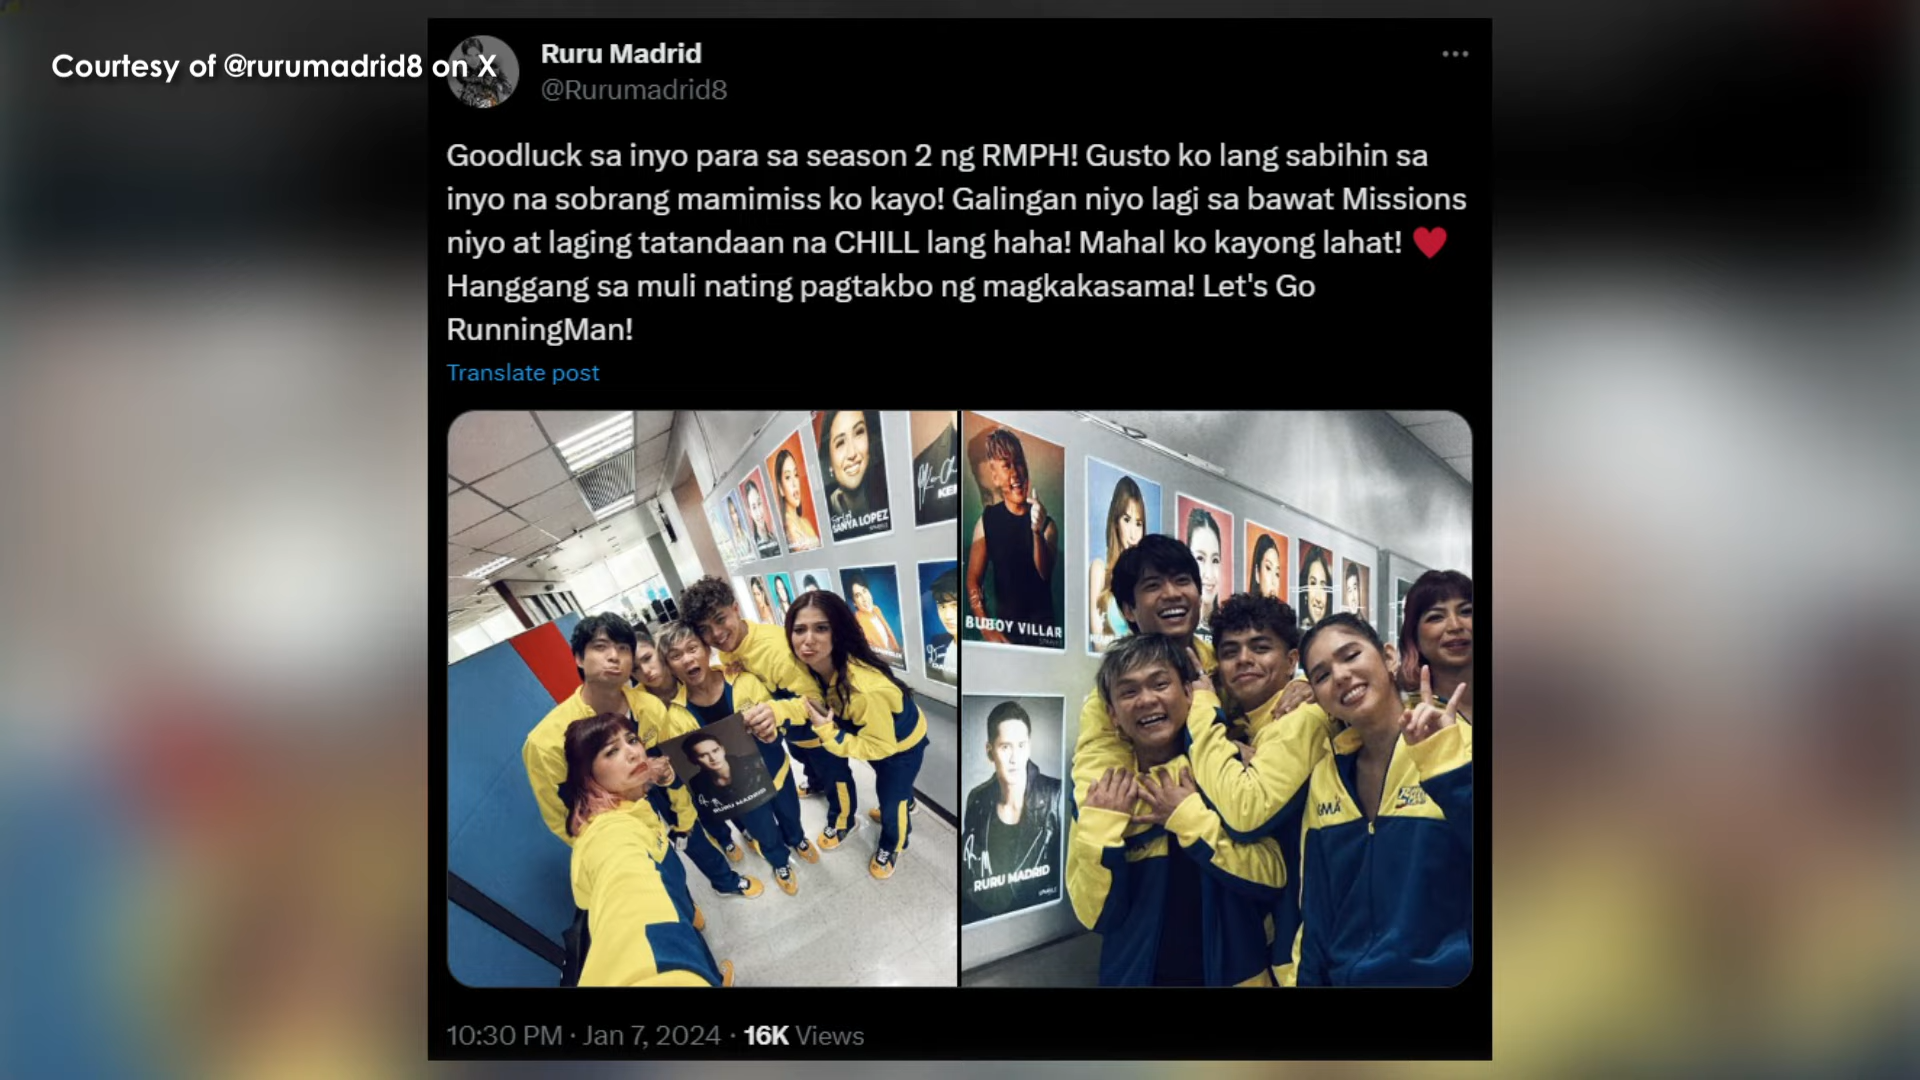 Courtesy of @rurumadrid8 on X
Ruru Madrid
@Rurumadrid8
Goodluck sa inyo para sa season 2 ng RMPH! Gusto ko lang sabihin sa
inyo na sobrang mamimiss ko kayo! Galingan niyo lagi sa bawat Missions
niyo at laging tatandaan na CHILL lang haha! Mahal ko kayong lahat! ❤️
Hanggang sa muli nating pagtakbo ng magkakasama! Let's Go
RunningMan!
Translate post
SANYA LOPEZ
RURU MADRID
BUBOY VILLAR
RURU MADRID
GMA
10:30 PM · Jan 7, 2024 · 16K Views